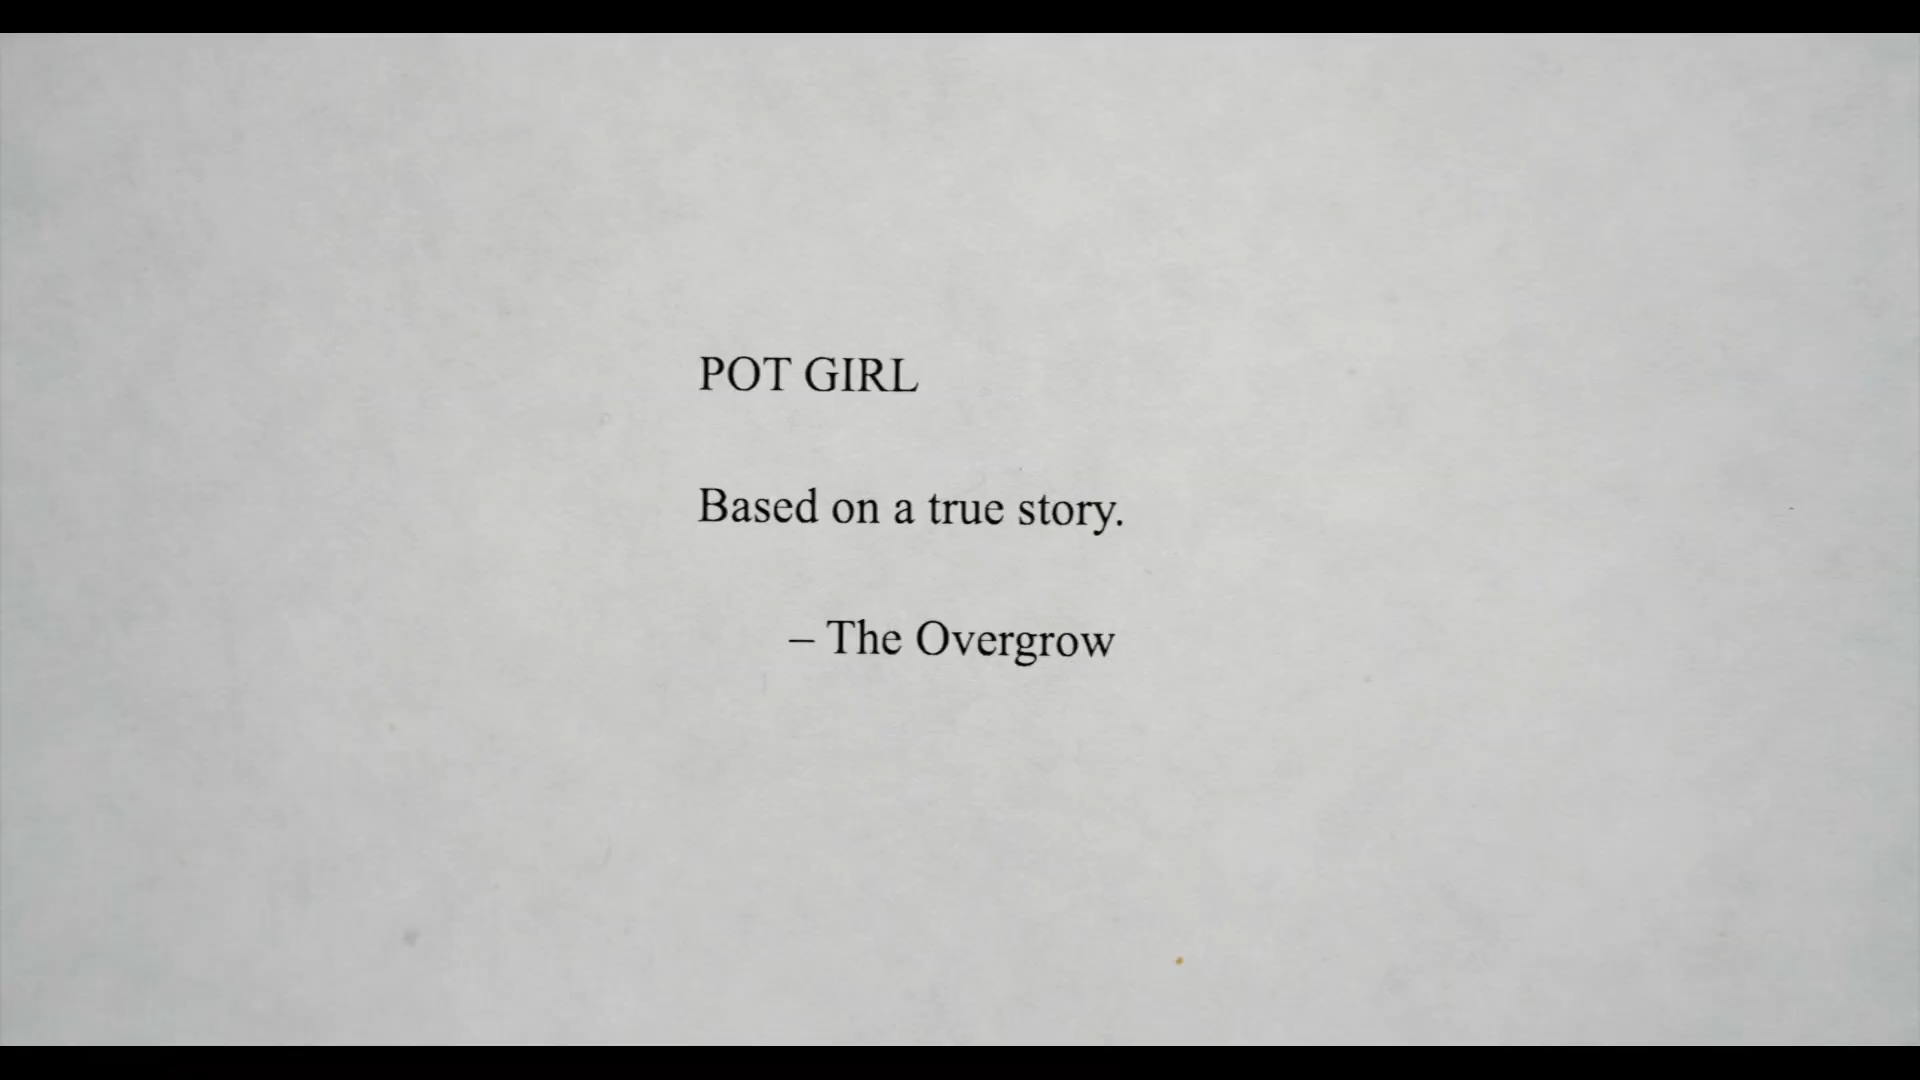 POT GIRL
Based on a true story.
– The Overgrow